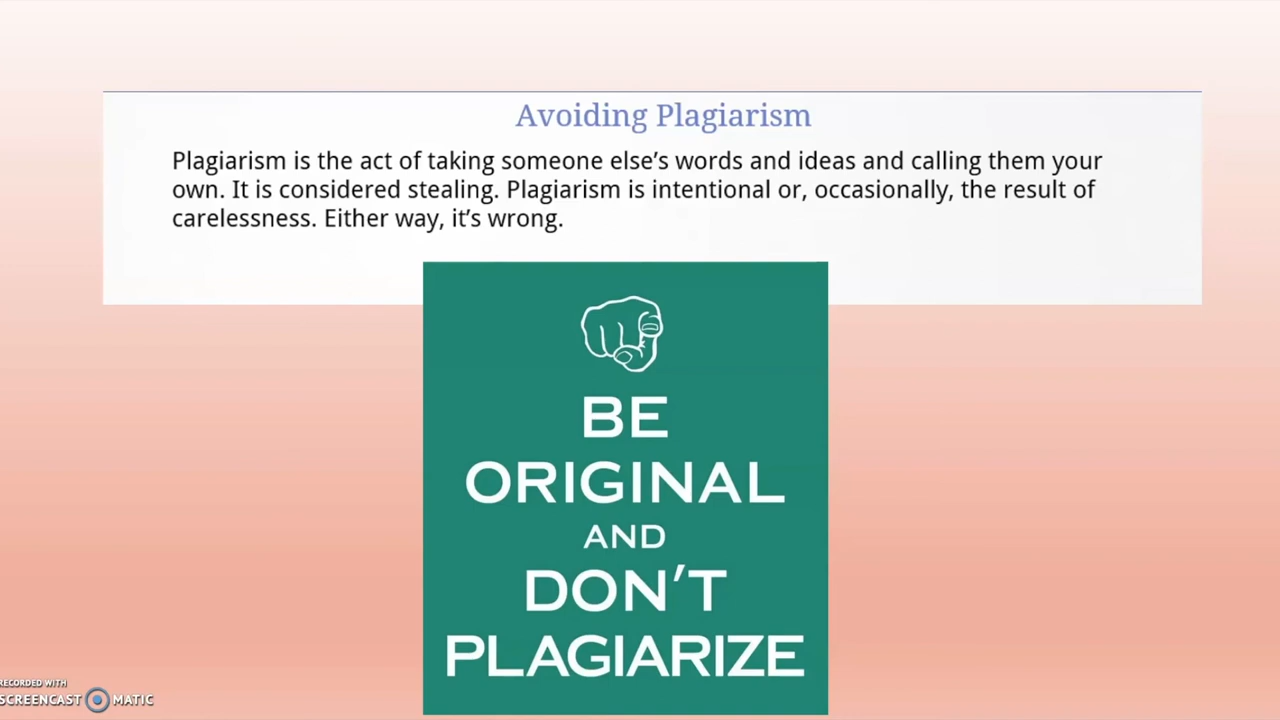 Avoiding Plagiarism
Plagiarism is the act of taking someone else’s words and ideas and calling them your
own. It is considered stealing. Plagiarism is intentional or, occasionally, the result of
carelessness. Either way, it’s wrong.
BE
ORIGINAL
AND
DON’T
PLAGIARIZE
RECORDED WITH
SCREENCAST MATIC